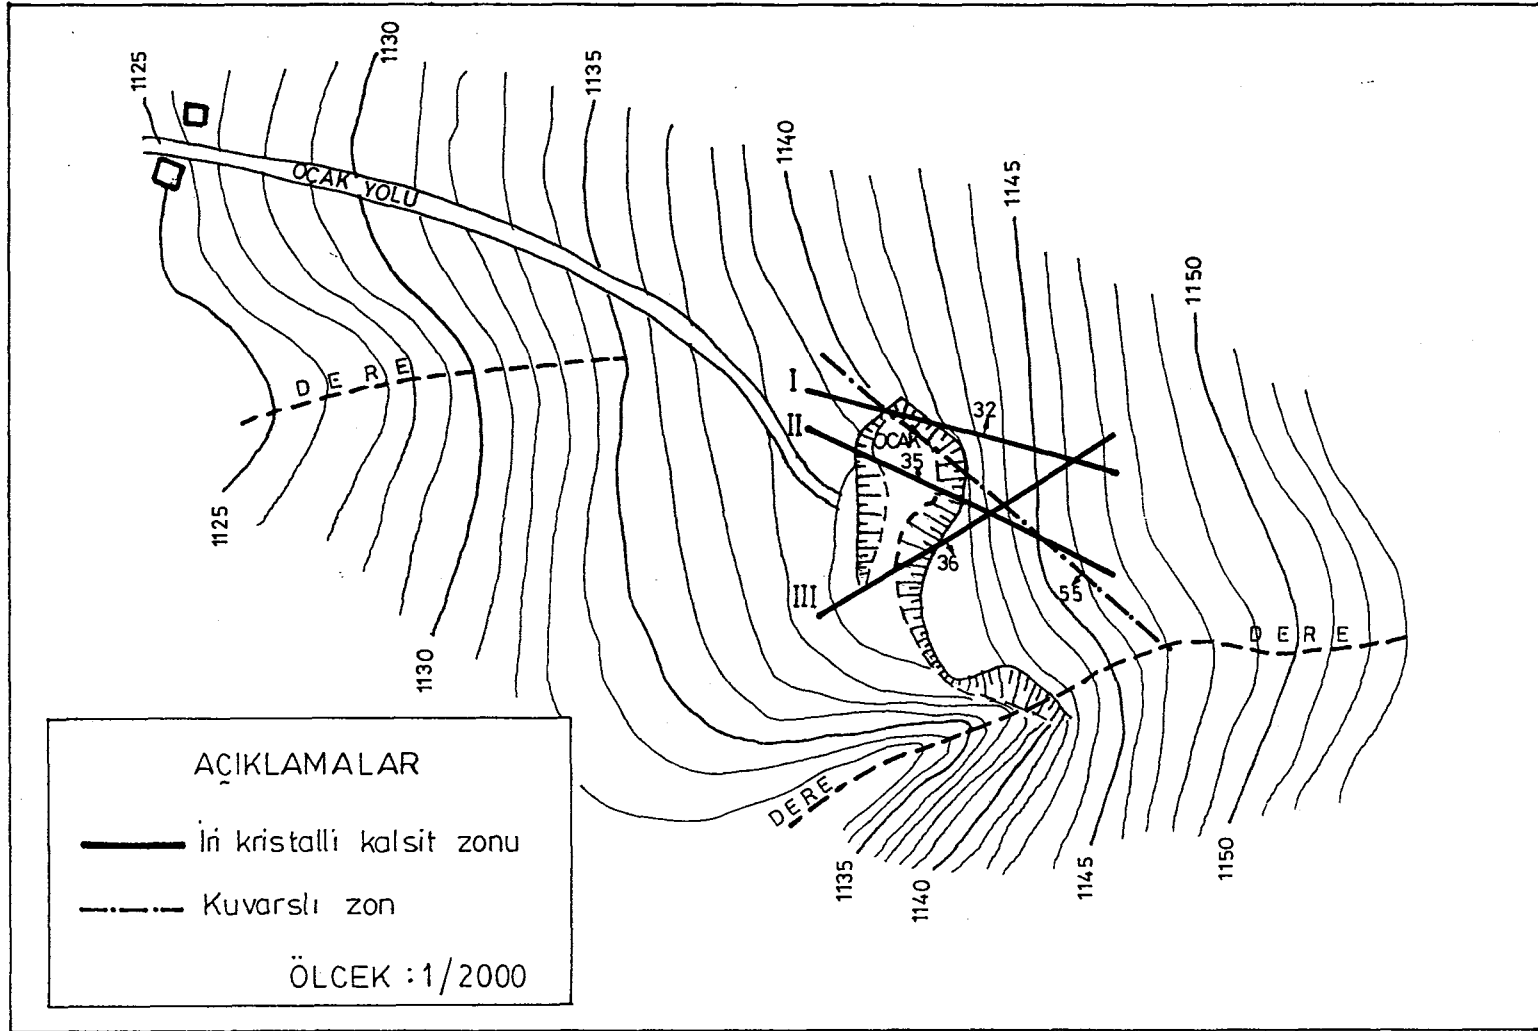 1125
1130
1135
1140
1145
1150
OCAK YOLU
DERE
I
II
III
OCAK
32
35
36
55
DERE
DERE
1125
1130
1135
1140
1145
1150
AÇIKLAMALAR
İri kristalli kalsit zonu
Kuvarslı zon
ÖLCEK : 1/2000